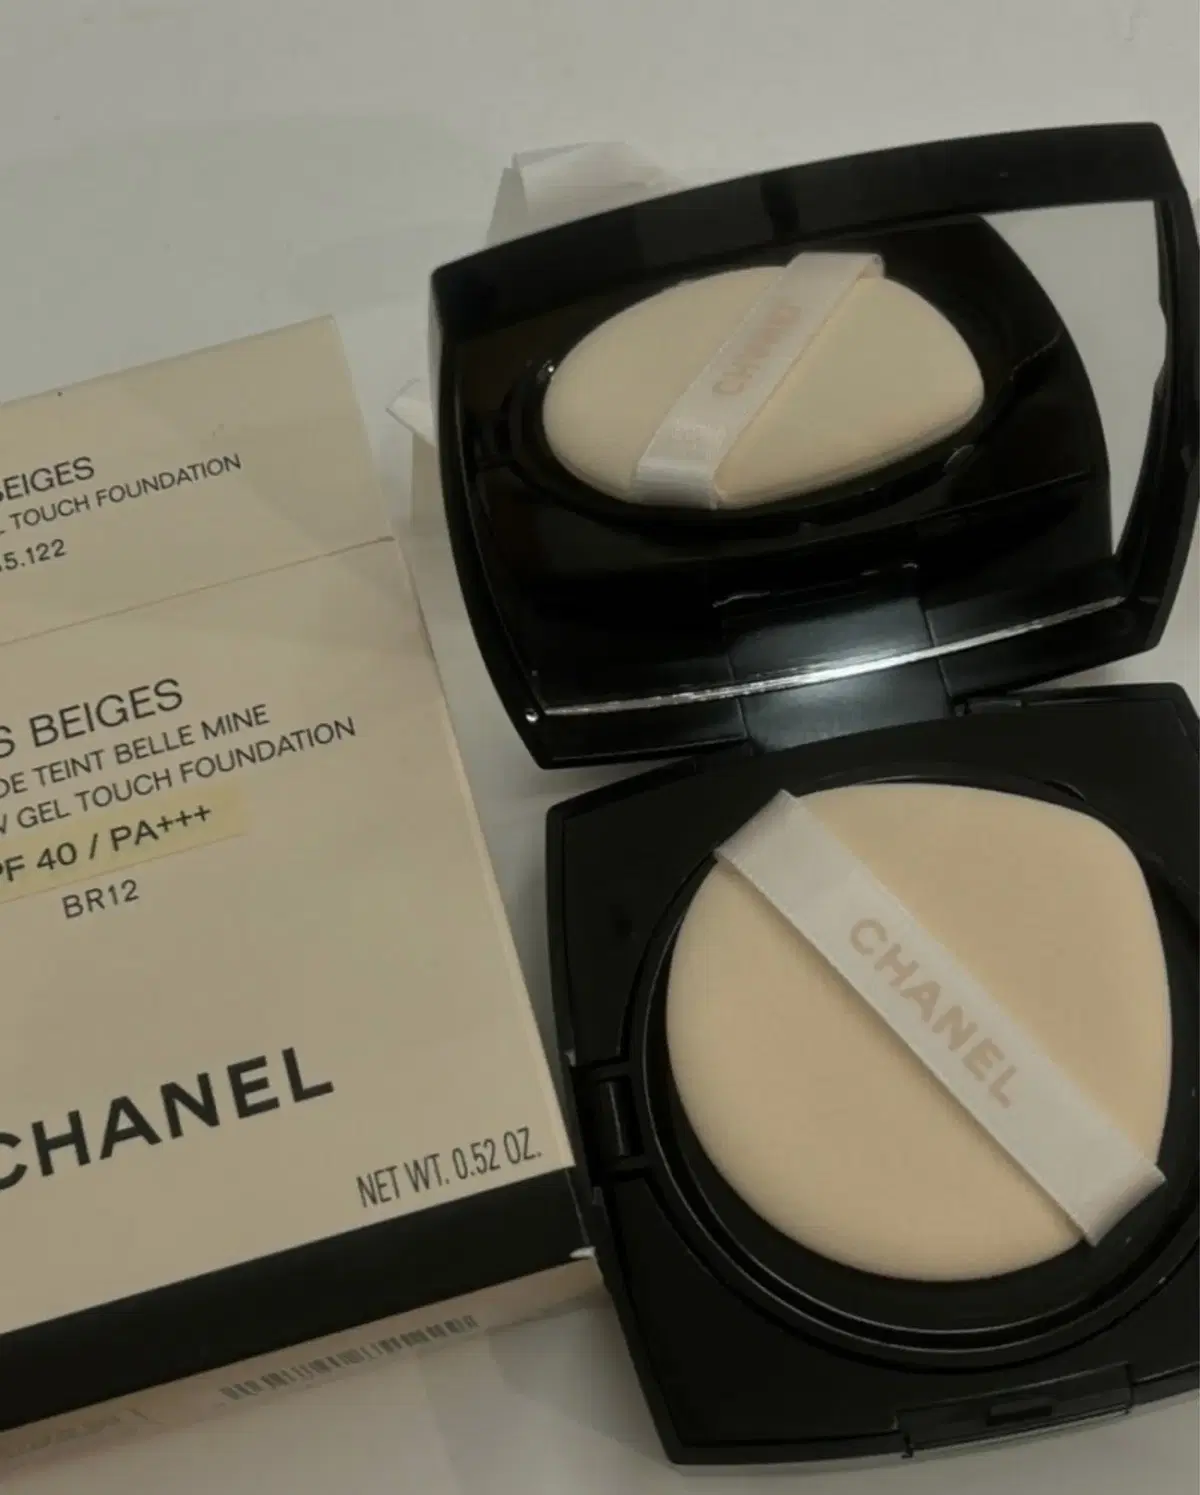 BEIGES
TOUCH FOUNDATION
5.122
S BEIGES
DE TEINT BELLE MINE
W GEL TOUCH FOUNDATION
PF 40 / PA+++
BR12
CHANEL
NET WT. 0.52 OZ.
CHANEL
CHANEL